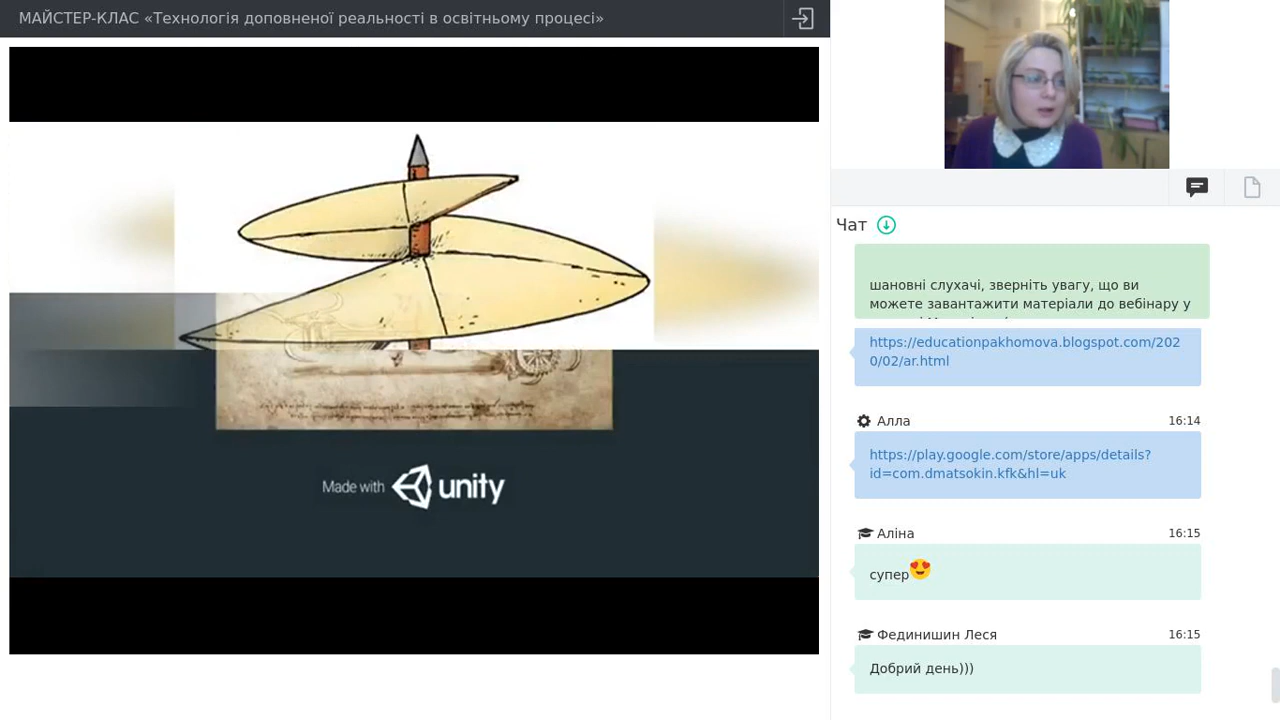 МАЙСТЕР-КЛАС «Технологія доповненої реальності в освітньому процесі»
Made with unity
Чат
шановні слухачі, зверніть увагу, що ви
можете завантажити матеріали до вебінару у
https://educationpakhomova.blogspot.com/202
0/02/ar.html
Алла 16:14
https://play.google.com/store/apps/details?
id=com.dmatsokin.kfk&hl=uk
Аліна 16:15
супер😍
Фединишин Леся 16:15
Добрий день)))